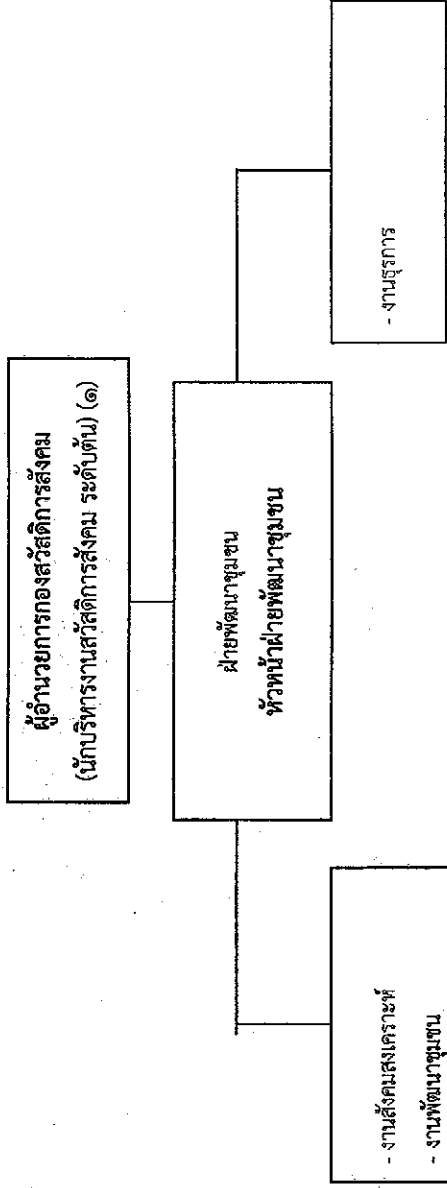 ผู้อำนวยการกองสวัสดิการสังคม
(นักบริหารงานสวัสดิการสังคม ระดับต้น) (๑)
ฝ่ายพัฒนาชุมชน
หัวหน้าฝ่ายพัฒนาชุมชน
- งานสังคมสงเคราะห์
- งานพัฒนาชุมชน
- งานธุรการ